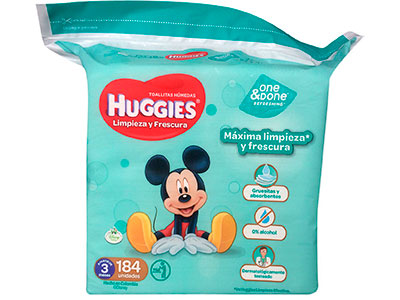 one
&done
REFRESHING
TOALLITAS HÚMEDAS
HUGGIES®
Limpieza y Frescura
Máxima limpieza*
y frescura
Gruesitas y
absorbentes
0% alcohol
Dermatológicamente
testeado
3
184
unidades